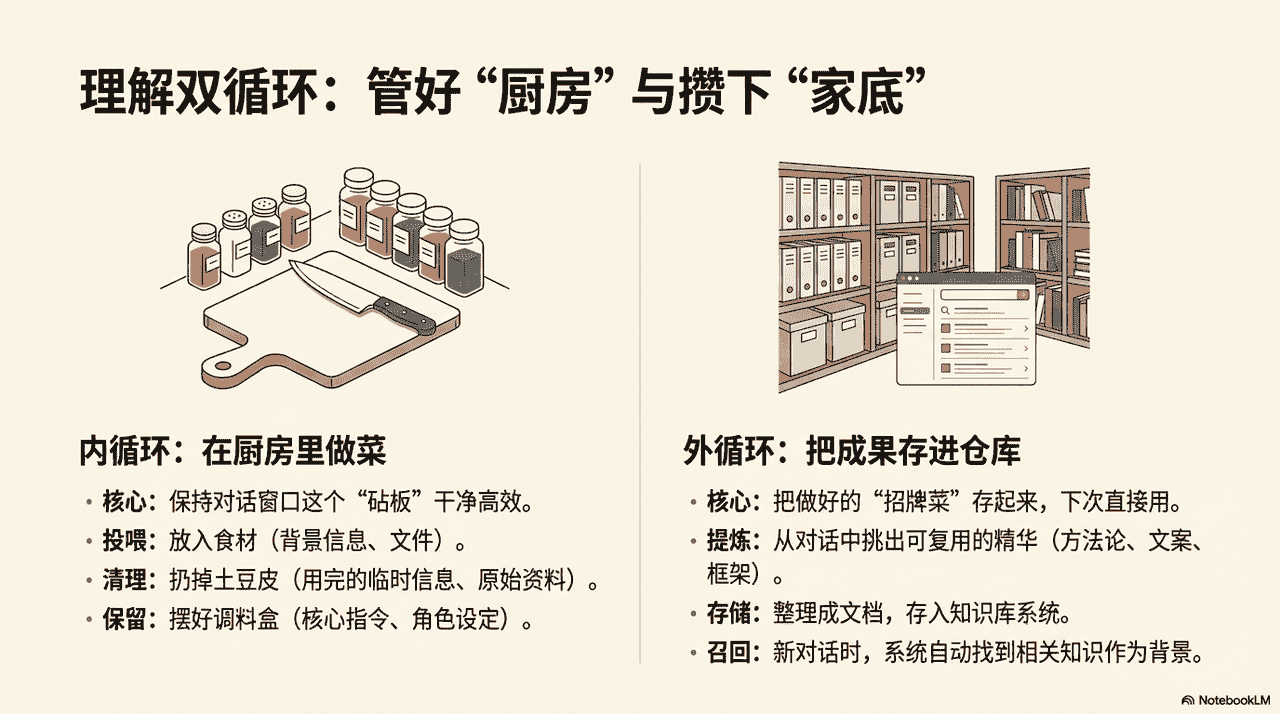 理解双循环：管好“厨房”与攒下“家底”
内循环：在厨房里做菜
• 核心：保持对话窗口这个“砧板”干净高效。
• 投喂：放入食材（背景信息、文件）。
• 清理：扔掉土豆皮（用完的临时信息、原始资料）。
• 保留：摆好调料盒（核心指令、角色设定）。
外循环：把成果存进仓库
• 核心：把做好的“招牌菜”存起来，下次直接用。
• 提炼：从对话中挑出可复用的精华（方法论、文案、
框架）。
• 存储：整理成文档，存入知识库系统。
• 召回：新对话时，系统自动找到相关知识作为背景。
NotebookLM